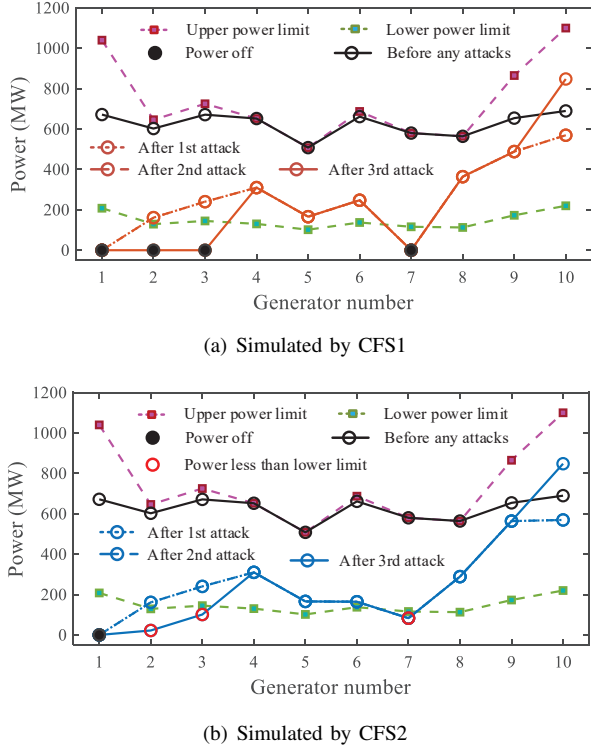 1200
1000
800
600
400
200
0
Power (MW)
Upper power limit
Lower power limit
Power off
Before any attacks
After 1st attack
After 2nd attack
After 3rd attack
1 2 3 4 5 6 7 8 9 10
Generator number
(a) Simulated by CFS1
1200
1000
800
600
400
200
0
Power (MW)
Upper power limit
Lower power limit
Power off
Before any attacks
Power less than lower limit
After 1st attack
After 2nd attack
After 3rd attack
1 2 3 4 5 6 7 8 9 10
Generator number
(b) Simulated by CFS2